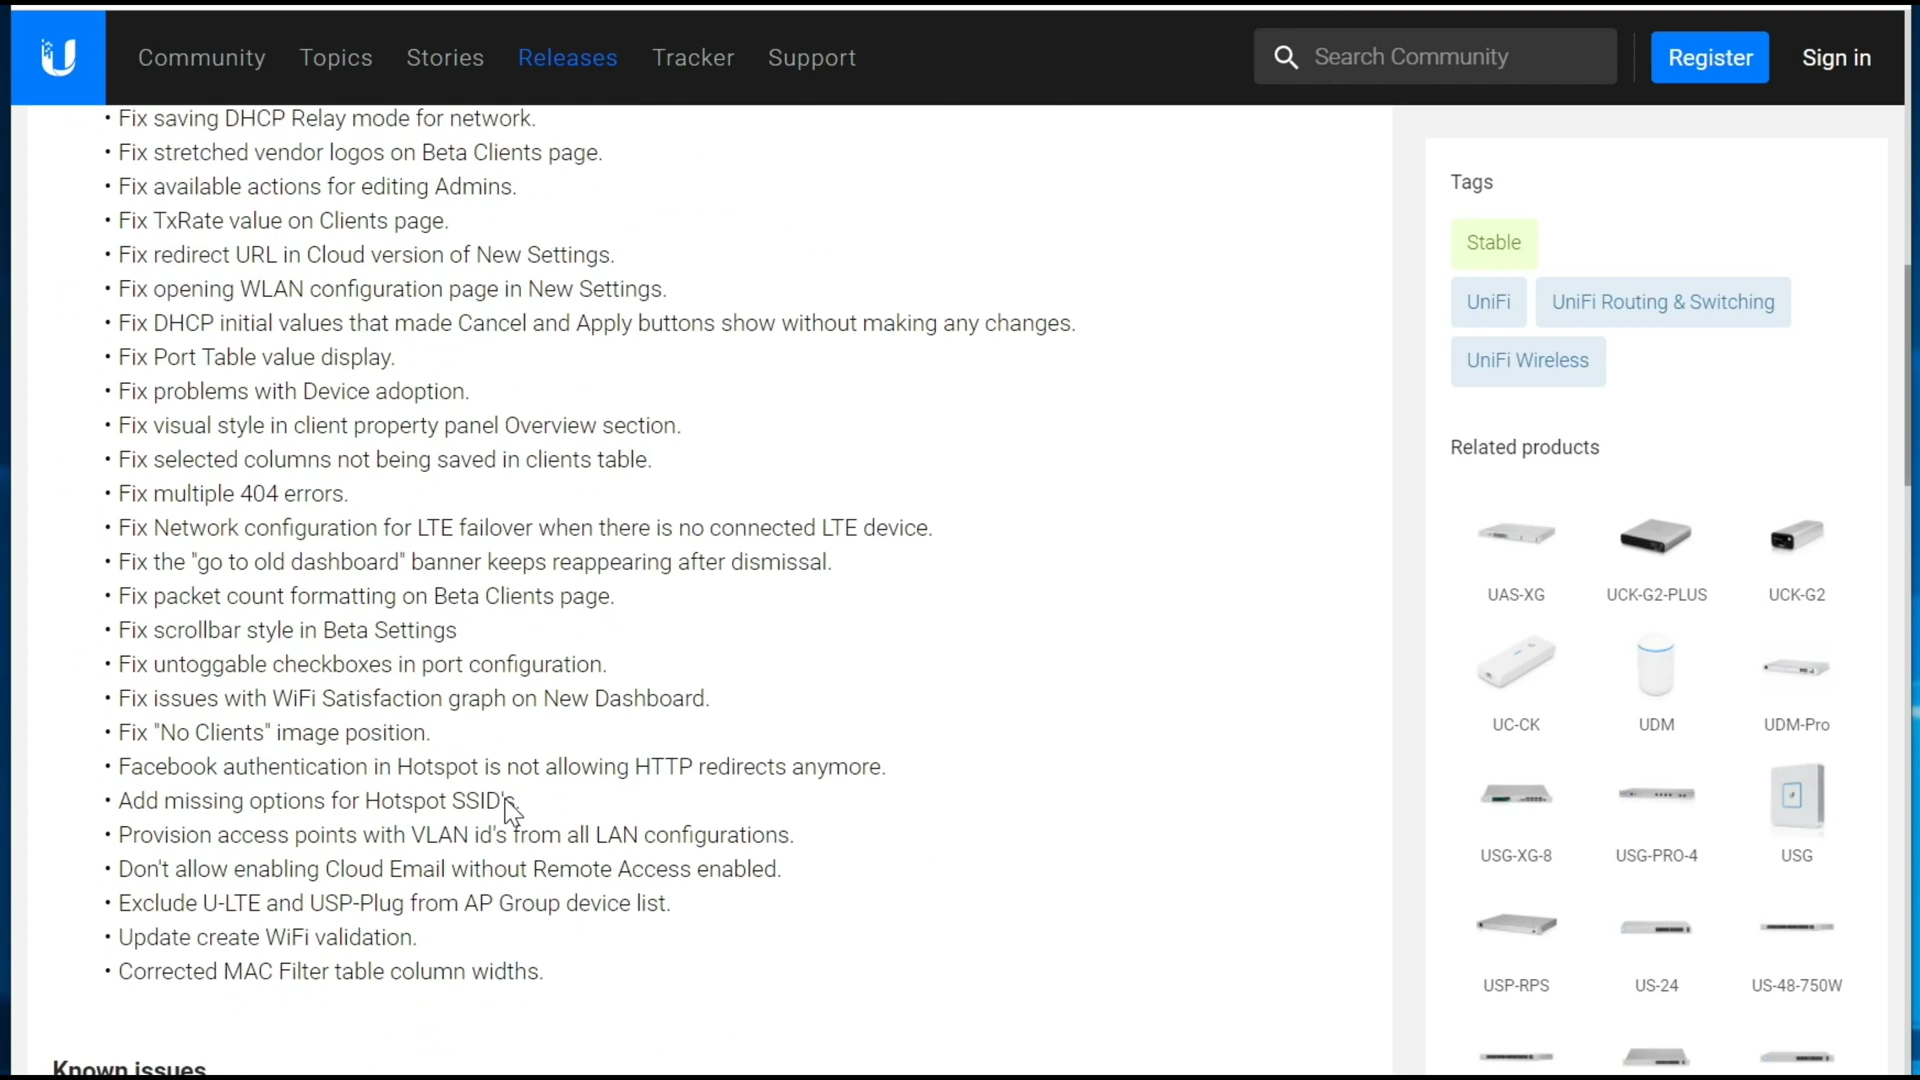 Community Topics Stories Releases Tracker Support Search Community Register Sign in
• Fix saving DHCP Relay mode for network.
• Fix stretched vendor logos on Beta Clients page.
• Fix available actions for editing Admins.
• Fix TxRate value on Clients page.
• Fix redirect URL in Cloud version of New Settings.
• Fix opening WLAN configuration page in New Settings.
• Fix DHCP initial values that made Cancel and Apply buttons show without making any changes.
• Fix Port Table value display.
• Fix problems with Device adoption.
• Fix visual style in client property panel Overview section.
• Fix selected columns not being saved in clients table.
• Fix multiple 404 errors.
• Fix Network configuration for LTE failover when there is no connected LTE device.
• Fix the "go to old dashboard" banner keeps reappearing after dismissal.
• Fix packet count formatting on Beta Clients page.
• Fix scrollbar style in Beta Settings
• Fix untoggable checkboxes in port configuration.
• Fix issues with WiFi Satisfaction graph on New Dashboard.
• Fix "No Clients" image position.
• Facebook authentication in Hotspot is not allowing HTTP redirects anymore.
• Add missing options for Hotspot SSID's.
• Provision access points with VLAN id's from all LAN configurations.
• Don't allow enabling Cloud Email without Remote Access enabled.
• Exclude U-LTE and USP-Plug from AP Group device list.
• Update create WiFi validation.
• Corrected MAC Filter table column widths.
Known issues
Tags
Stable
UniFi UniFi Routing & Switching
UniFi Wireless
Related products
UAS-XG UCK-G2-PLUS UCK-G2
UC-CK UDM UDM-Pro
USG-XG-8 USG-PRO-4 USG
USP-RPS US-24 US-48-750W